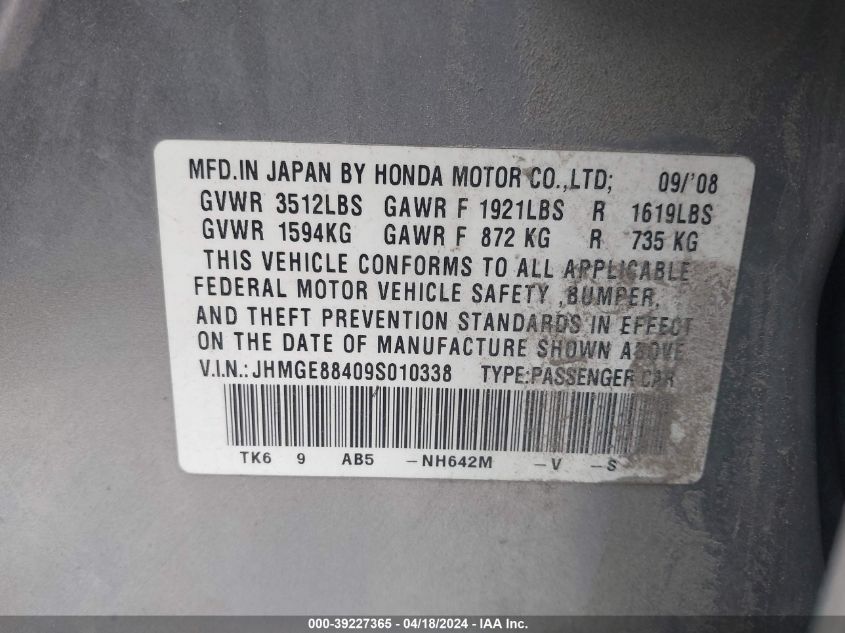 MFD.IN JAPAN BY HONDA MOTOR CO.,LTD; 09/'08
GVWR 3512LBS GAWR F 1921LBS R 1619LBS
GVWR 1594KG GAWR F 872 KG R 735 KG
THIS VEHICLE CONFORMS TO ALL APPLICABLE
FEDERAL MOTOR VEHICLE SAFETY ,BUMPER,
AND THEFT PREVENTION STANDARDS IN EFFECT
ON THE DATE OF MANUFACTURE SHOWN ABOVE
V.I.N.: JHMGE88409S010338 TYPE:PASSENGER CAR
TK6 9 AB5 -NH642M -V -S
000-39227365 - 04/18/2024 - IAA Inc.